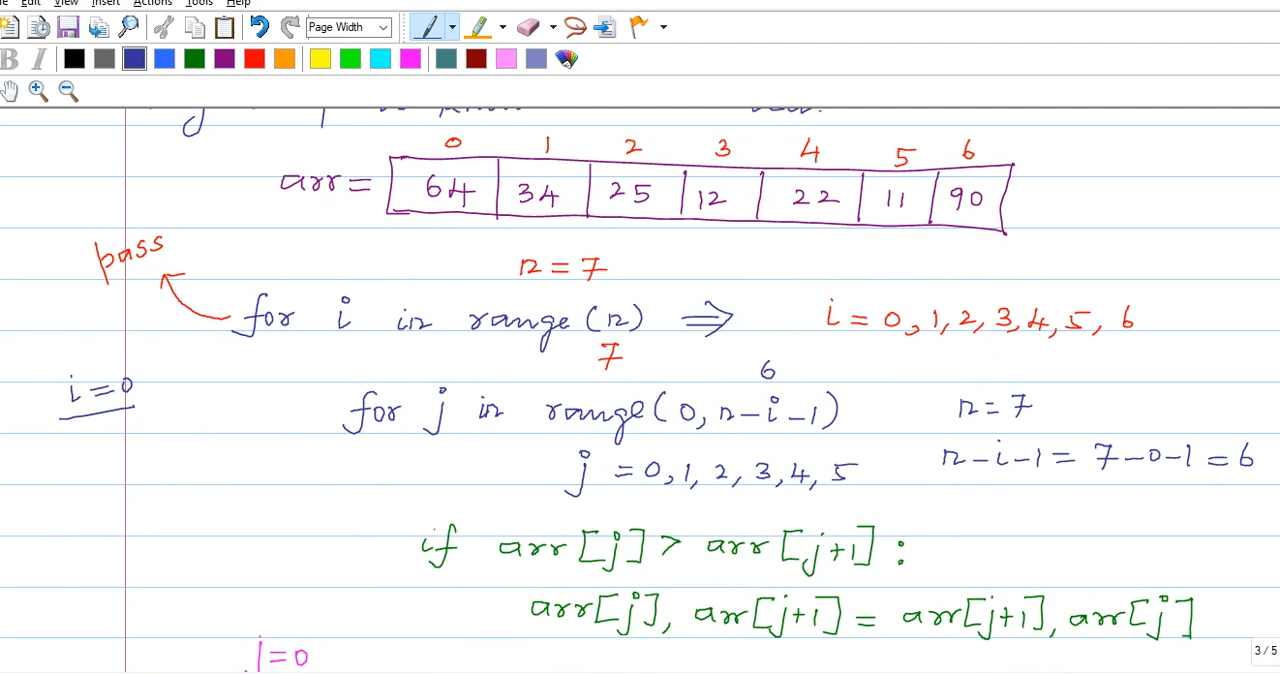 Edit View Insert Actions Tools Help
Page Width
B I
0 1 2 3 4 5 6
arr = 64 34 25 12 22 11 90
pass
n = 7
for i in range(n) ⇒ i = 0, 1, 2, 3, 4, 5, 6
7
i = 0
6
for j in range(0, n-i-1) n = 7
j = 0, 1, 2, 3, 4, 5 n-i-1 = 7-0-1 = 6
if arr[j] > arr[j+1] :
arr[j], arr[j+1] = arr[j+1], arr[j]
j=0
3/5